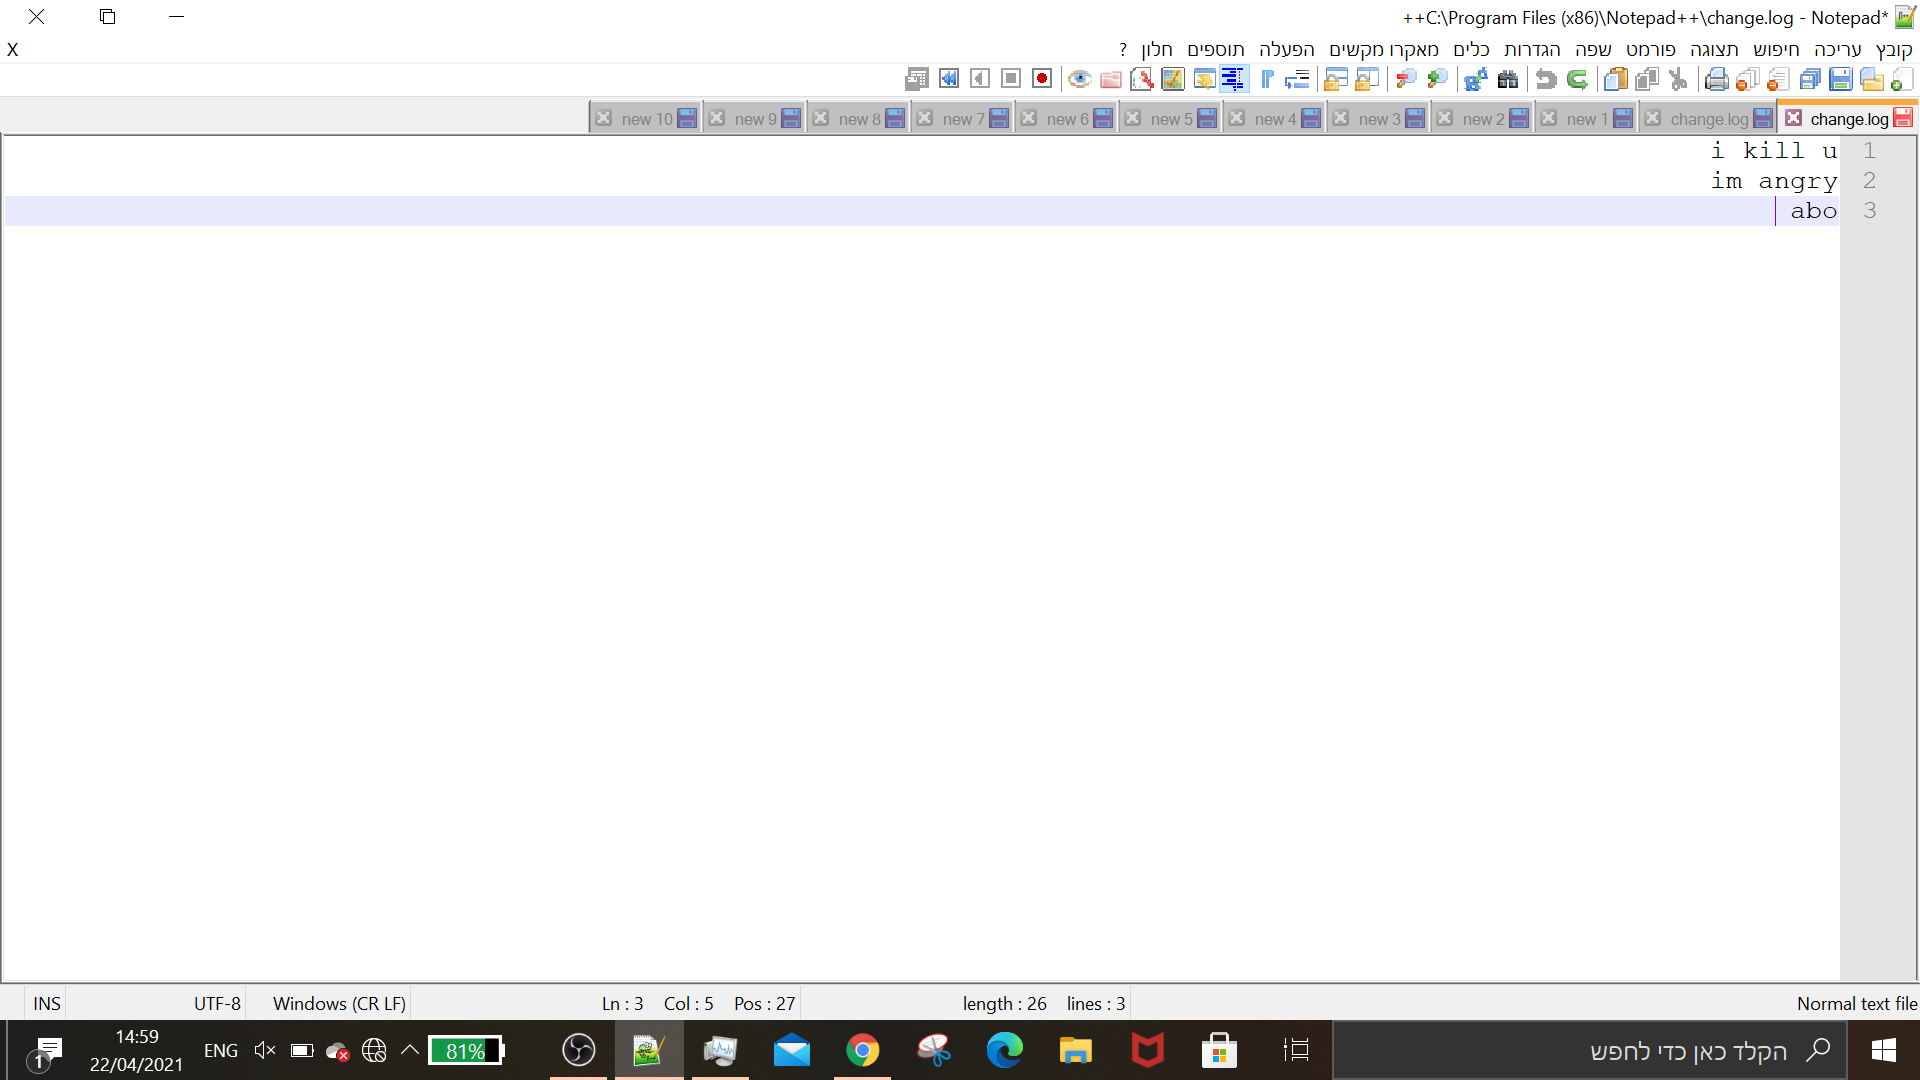 *C:\Program Files (x86)\Notepad++\change.log - Notepad++
קובץ עריכה חיפוש תצוגה פורמט שפה הגדרות כלים מאקרו מקשים הפעלה תוספים חלון ? X
change.log change.log new 1 new 2 new 3 new 4 new 5 new 6 new 7 new 8 new 9 new 10
1 i kill u
2 im angry
3 abo
Normal text file length : 26 lines : 3 Ln : 3 Col : 5 Pos : 27 Windows (CR LF) UTF-8 INS
הקלד כאן כדי לחפש 81% ENG 14:59
22/04/2021 1